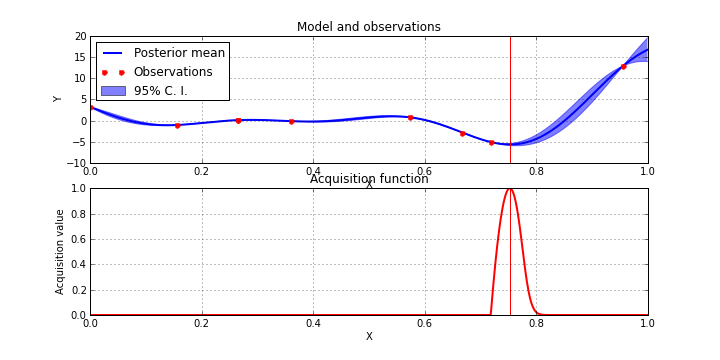 Model and observations
20
15
10
5
0
−5
−10
Y
Posterior mean
Observations
95% C. I.
0.0 0.2 0.4 0.6 0.8 1.0
X
Acquisition function
1.0
0.8
0.6
0.4
0.2
0.0
Acquisition value
0.0 0.2 0.4 0.6 0.8 1.0
X